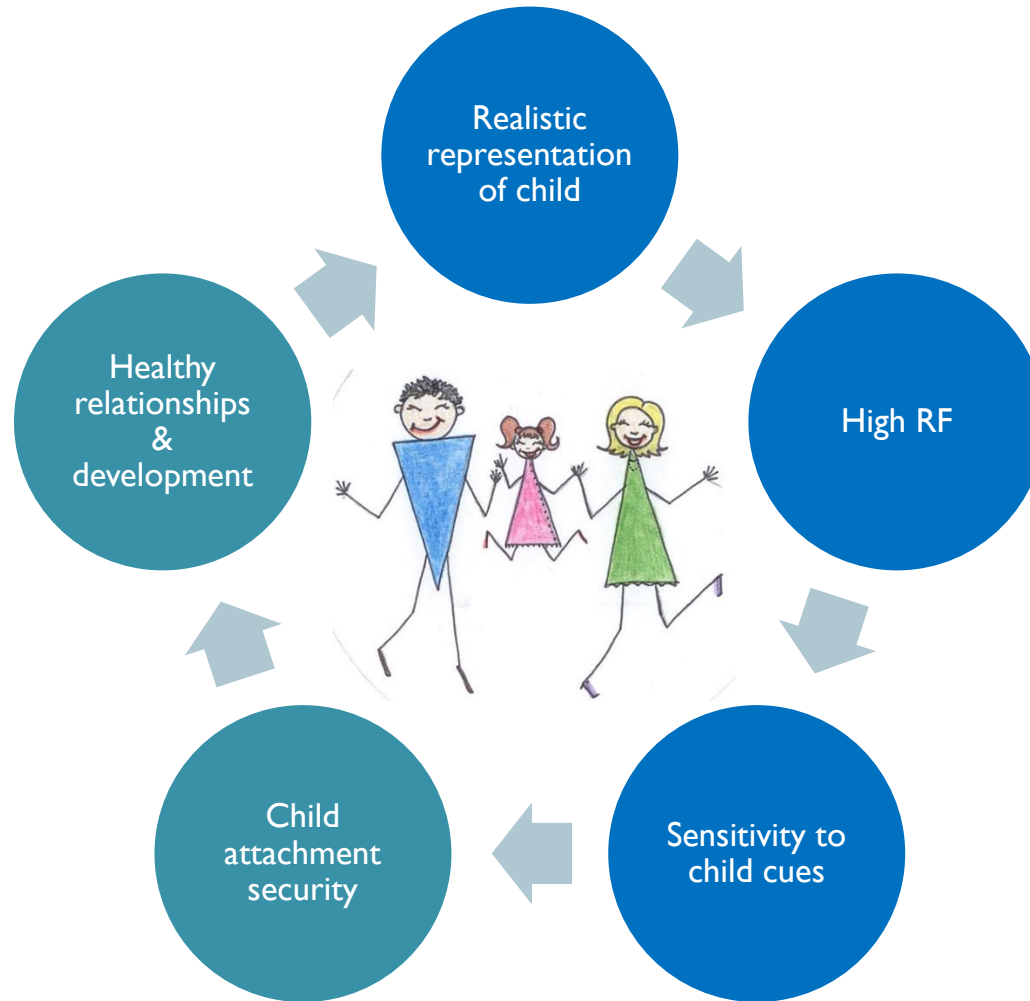 Realistic
representation
of child
High RF
Sensitivity to
child cues
Child
attachment
security
Healthy
relationships
&
development